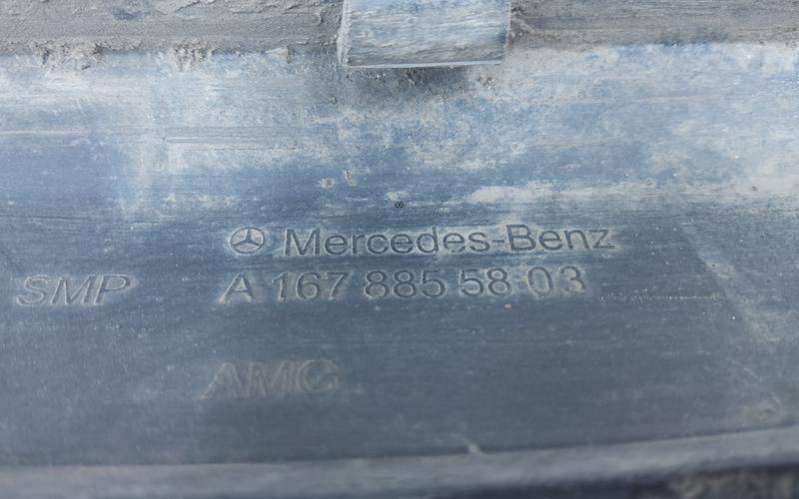 Mercedes-Benz
A 167 885 58 03
SMP
AMG